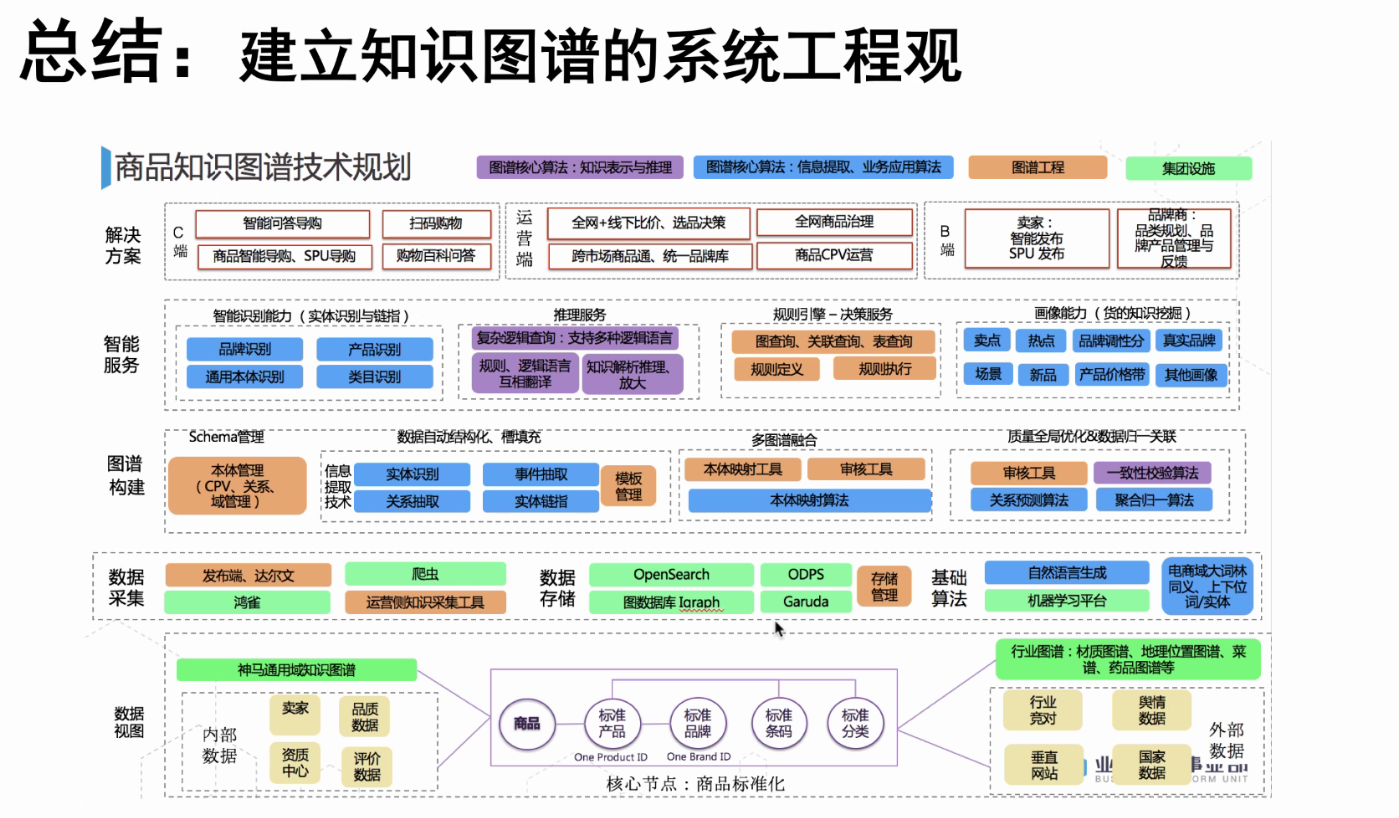 总结：建立知识图谱的系统工程观
商品知识图谱技术规划
图谱核心算法：知识表示与推理
图谱核心算法：信息提取、业务应用算法
图谱工程
集团设施
解决
方案
C
端
智能问答导购
扫码购物
商品智能导购、SPU导购
购物百科问答
运
营
端
全网+线下比价、选品决策
全网商品治理
跨市场商品通、统一品牌库
商品CPV运营
B
端
卖家：
智能发布
SPU 发布
品牌商：
品类规划、品
牌产品管理与
反馈
智能
服务
智能识别能力（实体识别与链指）
品牌识别
产品识别
通用本体识别
类目识别
推理服务
复杂逻辑查询：支持多种逻辑语言
规则、逻辑语言
互相翻译
知识解析推理、
放大
规则引擎 – 决策服务
图查询、关联查询、表查询
规则定义
规则执行
画像能力（货的知识挖掘）
卖点
热点
品牌调性分
真实品牌
场景
新品
产品价格带
其他画像
图谱
构建
Schema管理
本体管理
（CPV、关系、
域管理）
数据自动结构化、槽填充
信息
提取
技术
实体识别
事件抽取
关系抽取
实体链指
模板
管理
多图谱融合
本体映射工具
审核工具
本体映射算法
质量全局优化&数据归一关联
审核工具
一致性校验算法
关系预测算法
聚合归一算法
数据
采集
发布端、达尔文
爬虫
鸿雀
运营侧知识采集工具
数据
存储
OpenSearch
ODPS
图数据库 Igraph
Garuda
存储
管理
基础
算法
自然语言生成
机器学习平台
电商域大词林
同义、上下位
词/实体
数据
视图
神马通用域知识图谱
内部
数据
卖家
品质
数据
资质
中心
评价
数据
商品
标准
产品
标准
品牌
标准
条码
标准
分类
One Product ID
One Brand ID
核心节点：商品标准化
行业图谱：材质图谱、地理位置图谱、菜
谱、药品图谱等
行业
竞对
舆情
数据
垂直
网站
国家
数据
外部
数据
业
事业部
BUS
ORM UNIT